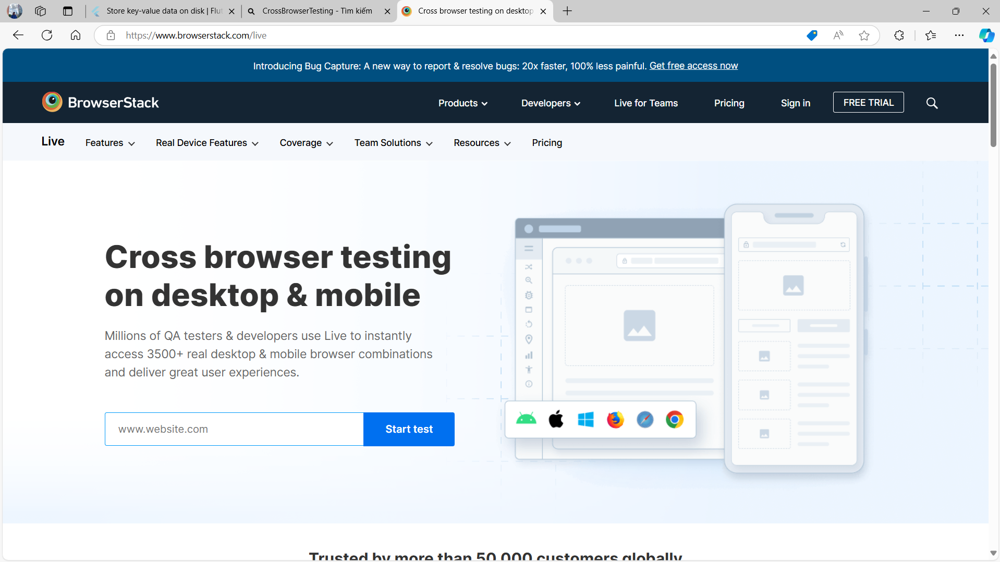 Store key-value data on disk | Flut
CrossBrowserTesting - Tìm kiếm
Cross browser testing on desktop
https://www.browserstack.com/live
Introducing Bug Capture: A new way to report & resolve bugs: 20x faster, 100% less painful. Get free access now
BrowserStack
Products
Developers
Live for Teams
Pricing
Sign in
FREE TRIAL
Live
Features
Real Device Features
Coverage
Team Solutions
Resources
Pricing
Cross browser testing
on desktop & mobile
Millions of QA testers & developers use Live to instantly
access 3500+ real desktop & mobile browser combinations
and deliver great user experiences.
www.website.com
Start test
Trusted by more than 50,000 customers globally